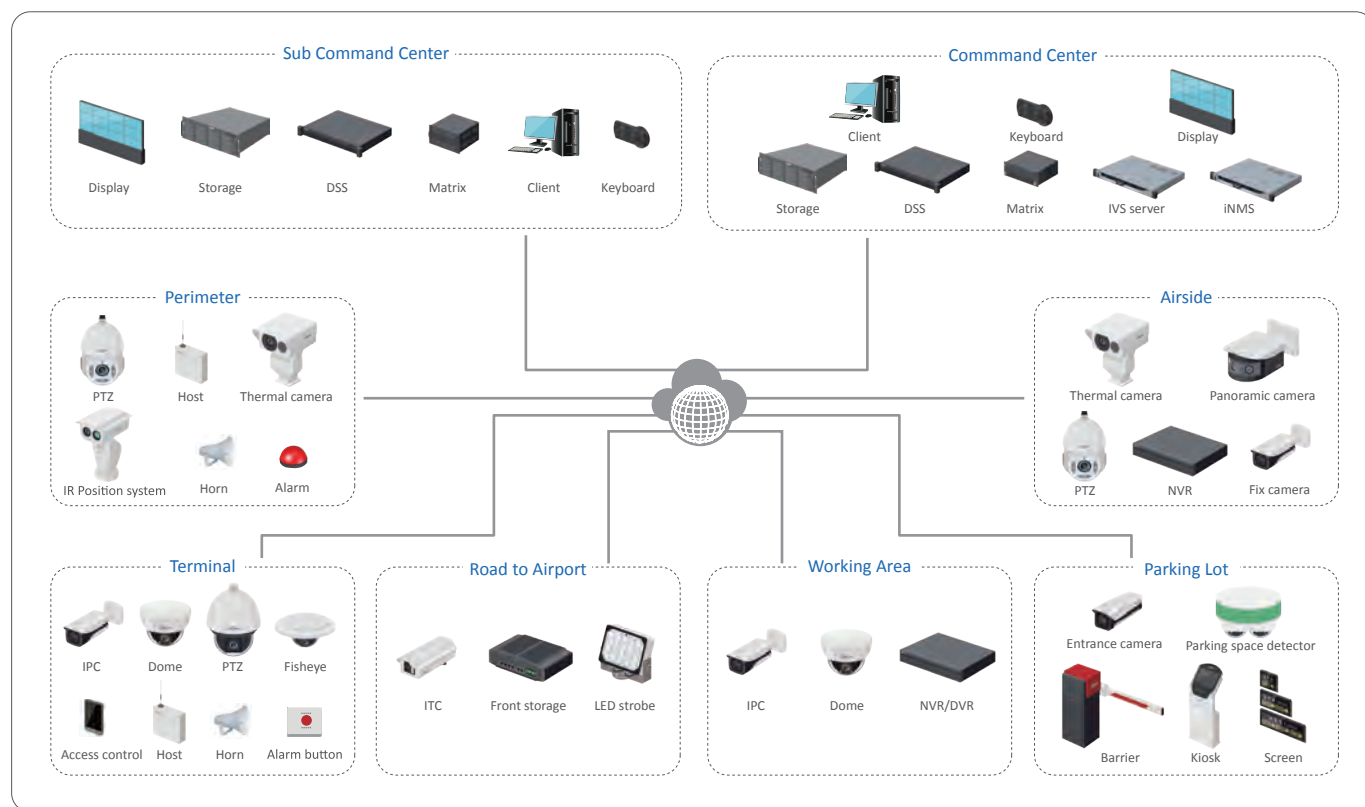 Sub Command Center
Display
Storage
DSS
Matrix
Client
Keyboard
Commmand Center
Client
Keyboard
Display
Storage
DSS
Matrix
IVS server
iNMS
Perimeter
PTZ
Host
Thermal camera
IR Position system
Horn
Alarm
Airside
Thermal camera
Panoramic camera
PTZ
NVR
Fix camera
Terminal
IPC
Dome
PTZ
Fisheye
Access control
Host
Horn
Alarm button
Road to Airport
ITC
Front storage
LED strobe
Working Area
IPC
Dome
NVR/DVR
Parking Lot
Entrance camera
Parking space detector
Barrier
Kiosk
Screen